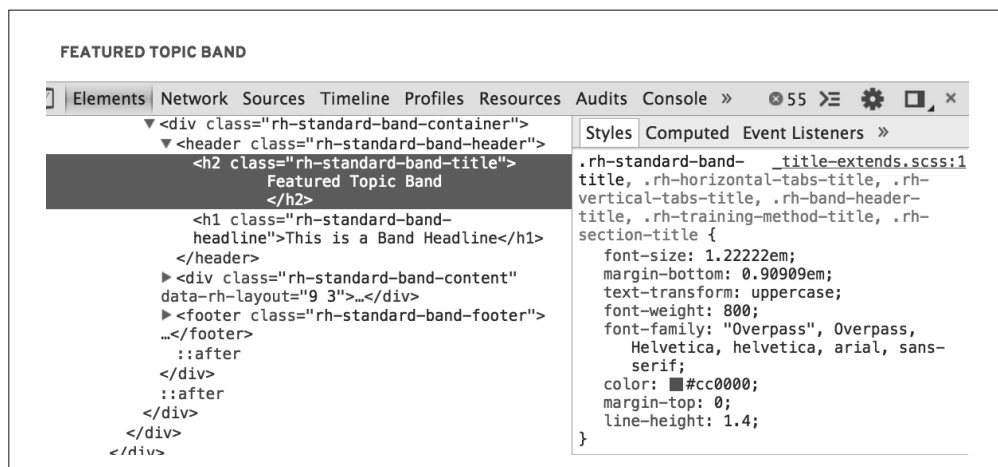 FEATURED TOPIC BAND
Elements Network Sources Timeline Profiles Resources Audits Console » 55
▼<div class="rh-standard-band-container">
▼<header class="rh-standard-band-header">
<h2 class="rh-standard-band-title">
Featured Topic Band
</h2>
<h1 class="rh-standard-band-
headline">This is a Band Headline</h1>
</header>
▶<div class="rh-standard-band-content"
data-rh-layout="9 3">…</div>
▶<footer class="rh-standard-band-footer">
…</footer>
::after
</div>
::after
</div>
</div>
</div>
Styles Computed Event Listeners »
.rh-standard-band- _title-extends.scss:1
title, .rh-horizontal-tabs-title, .rh-
vertical-tabs-title, .rh-band-header-
title, .rh-training-method-title, .rh-
section-title {
font-size: 1.22222em;
margin-bottom: 0.90909em;
text-transform: uppercase;
font-weight: 800;
font-family: "Overpass", Overpass,
Helvetica, helvetica, arial, sans-
serif;
color: #cc0000;
margin-top: 0;
line-height: 1.4;
}